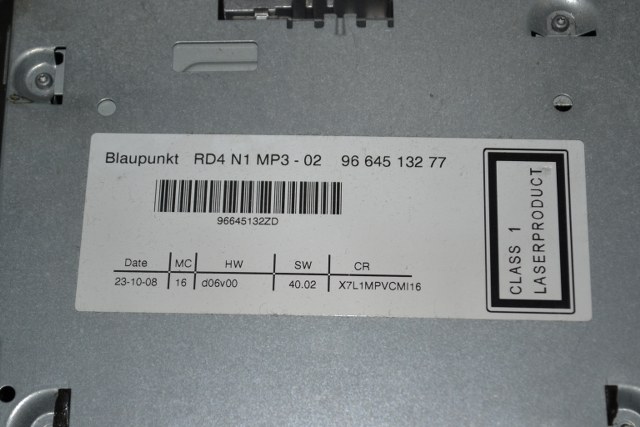 Blaupunkt RD4 N1 MP3 - 02 96 645 132 77
96645132ZD
Date MC HW SW CR
23-10-08 16 d06v00 40.02 X7L1MPVCMI16
CLASS 1
LASERPRODUCT